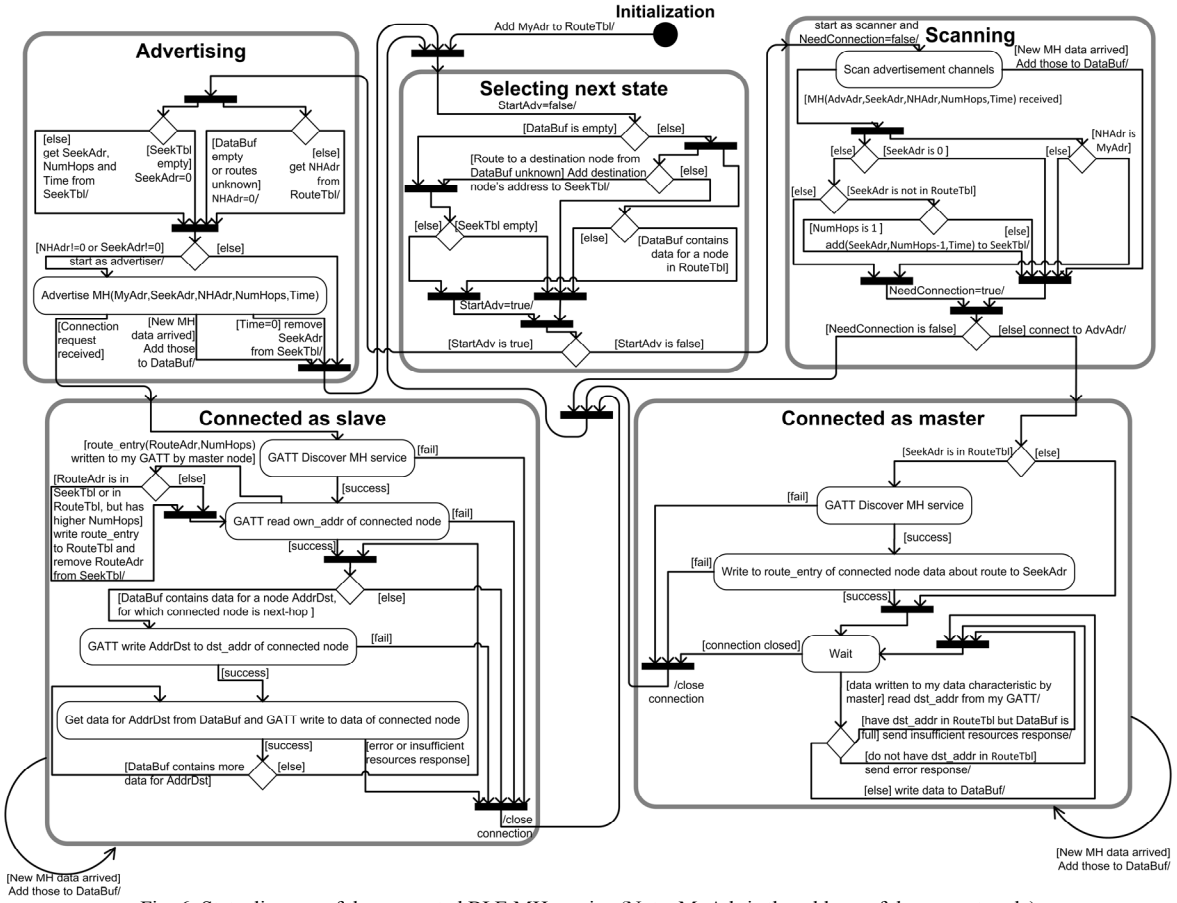 Initialization
Add MyAdr to RouteTbl/
Advertising
[else]
get SeekAdr,
NumHops and
Time from
SeekTbl/
[SeekTbl
empty]
SeekAdr=0
[DataBuf
empty
or routes
unknown]
NHAdr=0/
[else]
get NHAdr
from
RouteTbl/
[NHAdr!=0 or SeekAdr!=0]
start as advertiser/
[else]
Advertise MH(MyAdr,SeekAdr,NHAdr,NumHops,Time)
[Connection
request
received]
[New MH
data arrived]
Add those
to DataBuf/
[Time=0] remove
SeekAdr
from SeekTbl/
Selecting next state
StartAdv=false/
[DataBuf is empty]
[else]
[Route to a destination node from
DataBuf unknown] Add destination
node's address to SeekTbl/
[else]
[else]
[SeekTbl empty]
[else]
[DataBuf contains
data for a node
in RouteTbl]
StartAdv=true/
[StartAdv is true]
[StartAdv is false]
start as scanner and
NeedConnection=false/
Scanning
Scan advertisement channels
[New MH data arrived]
Add those to DataBuf/
[MH(AdvAdr,SeekAdr,NHAdr,NumHops,Time) received]
[else]
[SeekAdr is 0 ]
[else]
[NHAdr is
MyAdr]
[else]
[SeekAdr is not in RouteTbl]
[NumHops is 1 ]
[else]
add(SeekAdr,NumHops-1,Time) to SeekTbl/
NeedConnection=true/
[NeedConnection is false]
[else] connect to AdvAdr/
Connected as slave
[route_entry(RouteAdr,NumHops)
written to my GATT by master node]
GATT Discover MH service
[fail]
[success]
[RouteAdr is in
SeekTbl or in
RouteTbl, but has
higher NumHops]
write route_entry
to RouteTbl and
remove RouteAdr
from SeekTbl/
[else]
GATT read own_addr of connected node
[fail]
[success]
[DataBuf contains data for a node AddrDst,
for which connected node is next-hop ]
[else]
GATT write AddrDst to dst_addr of connected node
[fail]
[success]
Get data for AddrDst from DataBuf and GATT write to data of connected node
[success]
[error or insufficient
resources response]
[DataBuf contains more
data for AddrDst]
[else]
/close
connection
[New MH data arrived]
Add those to DataBuf/
Connected as master
[SeekAdr is in RouteTbl]
[else]
GATT Discover MH service
[fail]
[success]
[fail]
Write to route_entry of connected node data about route to SeekAdr
[success]
[connection closed]
Wait
/close
connection
[data written to my data characteristic by
master] read dst_addr from my GATT/
[have dst_addr in RouteTbl but DataBuf is
full] send insufficient resources response/
[do not have dst_addr in RouteTbl]
send error response/
[else] write data to DataBuf/
[New MH data arrived]
Add those to DataBuf/